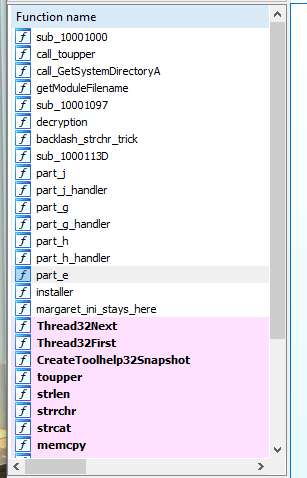 Function name
sub_10001000
call_toupper
call_GetSystemDirectoryA
getModuleFilename
sub_10001097
decryption
backlash_strchr_trick
sub_1000113D
part_j
part_j_handler
part_g
part_g_handler
part_h
part_h_handler
part_e
installer
margaret_ini_stays_here
Thread32Next
Thread32First
CreateToolhelp32Snapshot
toupper
strlen
strrchr
strcat
memcpy